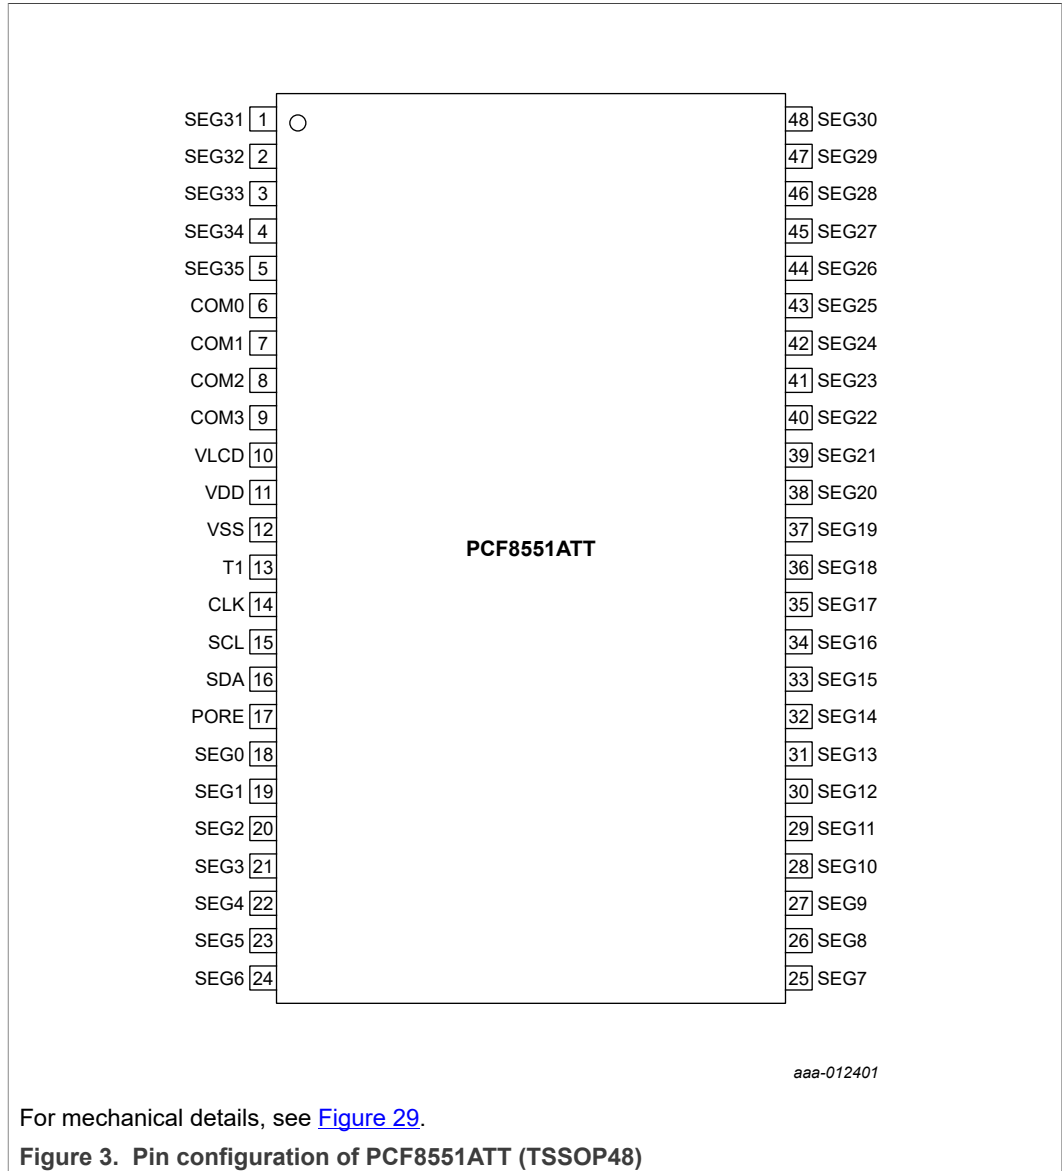 SEG31 1 48 SEG30
SEG32 2 47 SEG29
SEG33 3 46 SEG28
SEG34 4 45 SEG27
SEG35 5 44 SEG26
COM0 6 43 SEG25
COM1 7 42 SEG24
COM2 8 41 SEG23
COM3 9 40 SEG22
VLCD 10 39 SEG21
VDD 11 38 SEG20
VSS 12 37 SEG19
PCF8551ATT
T1 13 36 SEG18
CLK 14 35 SEG17
SCL 15 34 SEG16
SDA 16 33 SEG15
PORE 17 32 SEG14
SEG0 18 31 SEG13
SEG1 19 30 SEG12
SEG2 20 29 SEG11
SEG3 21 28 SEG10
SEG4 22 27 SEG9
SEG5 23 26 SEG8
SEG6 24 25 SEG7
aaa-012401
For mechanical details, see Figure 29.
Figure 3. Pin configuration of PCF8551ATT (TSSOP48)